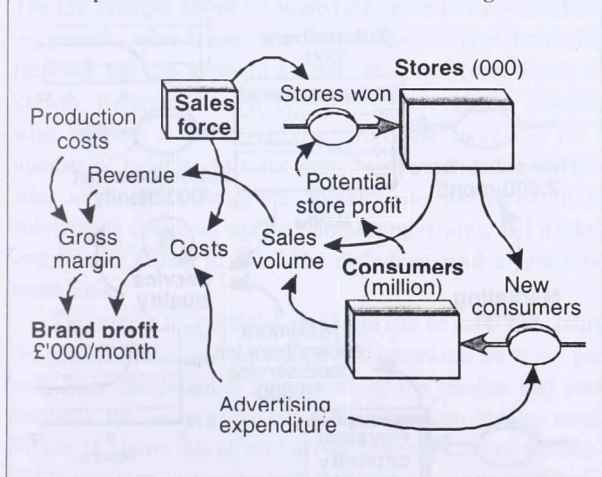 Stores (000)
Sales
force
Stores won
Production
costs
Revenue
Potential
store profit
Gross
margin
Costs
Sales
volume
Consumers
(million)
New
consumers
Brand profit
£'000/month
Advertising
expenditure